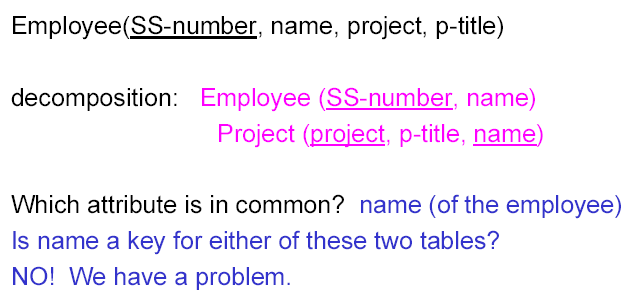 Employee(SS-number, name, project, p-title)
decomposition: Employee (SS-number, name)
Project (project, p-title, name)
Which attribute is in common? name (of the employee)
Is name a key for either of these two tables?
NO! We have a problem.